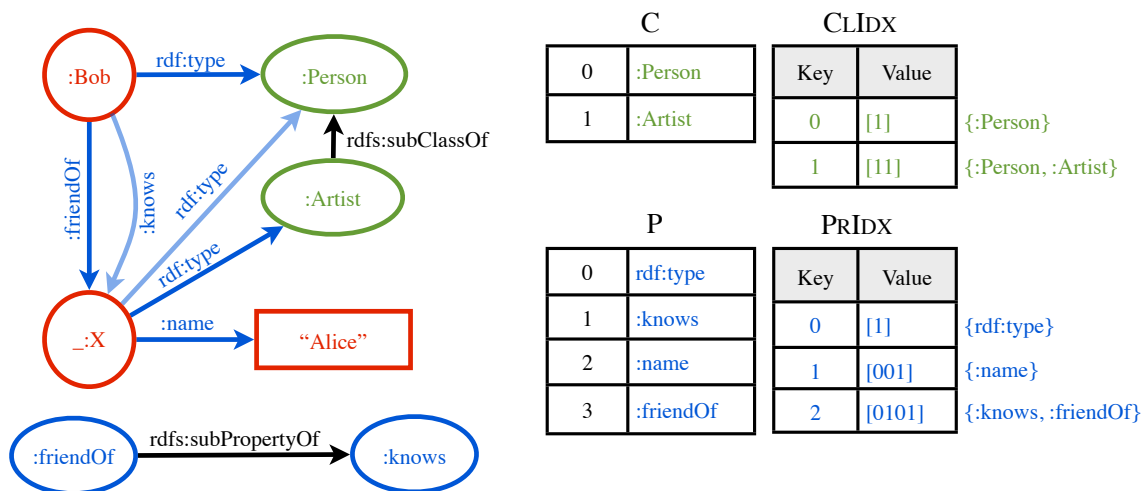 :Bob
rdf:type
:Person
rdfs:subClassOf
:friendOf
:knows
rdf:type
:Artist
rdf:type
_:X
:name
“Alice”
:friendOf
rdfs:subPropertyOf
:knows
C
0 :Person
1 :Artist
CLIDX
Key Value
0 [1] {:Person}
1 [11] {:Person, :Artist}
P
0 rdf:type
1 :knows
2 :name
3 :friendOf
PRIDX
Key Value
0 [1] {rdf:type}
1 [001] {:name}
2 [0101] {:knows, :friendOf}